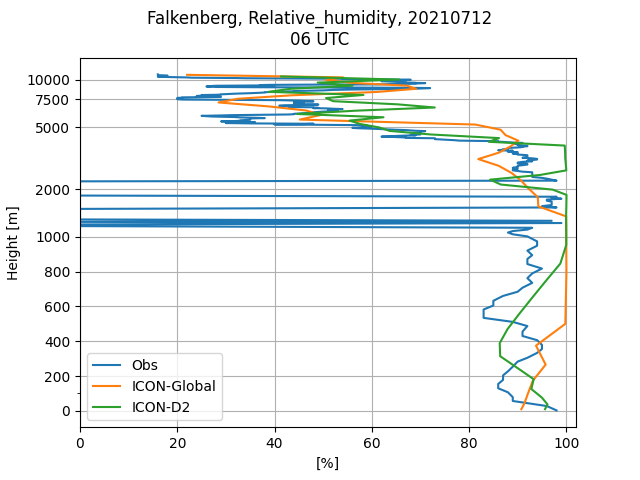 Falkenberg, Relative_humidity, 20210712
06 UTC
10000
7500
5000
2000
1000
800
600
400
200
0
Height [m]
Obs
ICON-Global
ICON-D2
0 20 40 60 80 100
[%]